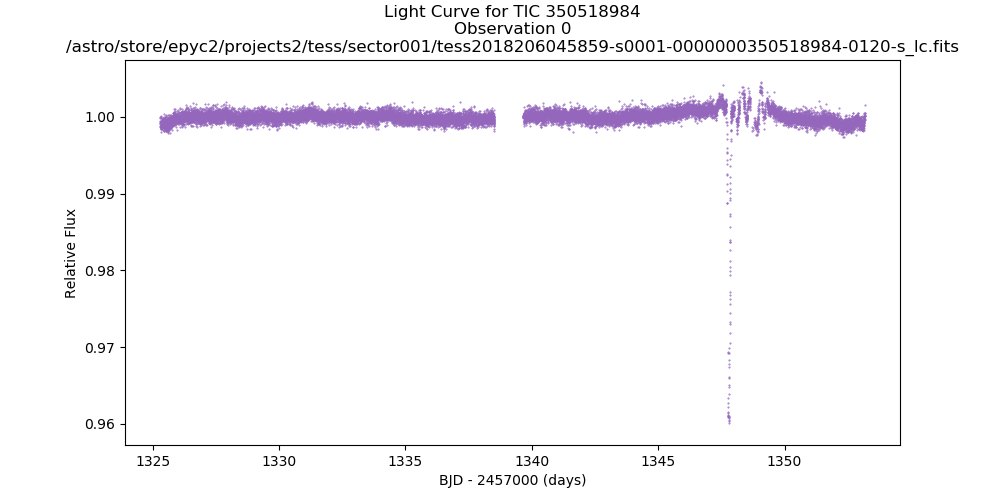 Light Curve for TIC 350518984
Observation 0
/astro/store/epyc2/projects2/tess/sector001/tess2018206045859-s0001-0000000350518984-0120-s_lc.fits
1.00
0.99
0.98
0.97
0.96
Relative Flux
1325 1330 1335 1340 1345 1350
BJD - 2457000 (days)